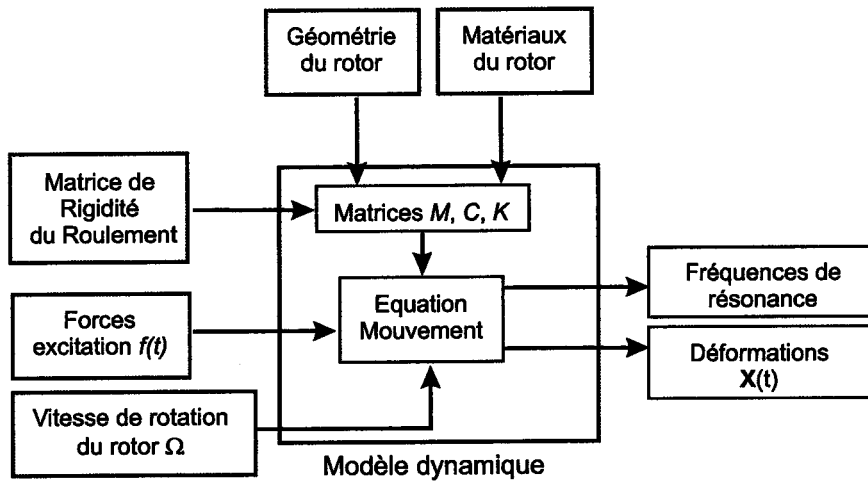 Géométrie
du rotor
Matériaux
du rotor
Matrice de
Rigidité
du Roulement
Matrices M, C, K
Equation
Mouvement
Fréquences de
résonance
Forces
excitation f(t)
Déformations
X(t)
Vitesse de rotation
du rotor Ω
Modèle dynamique